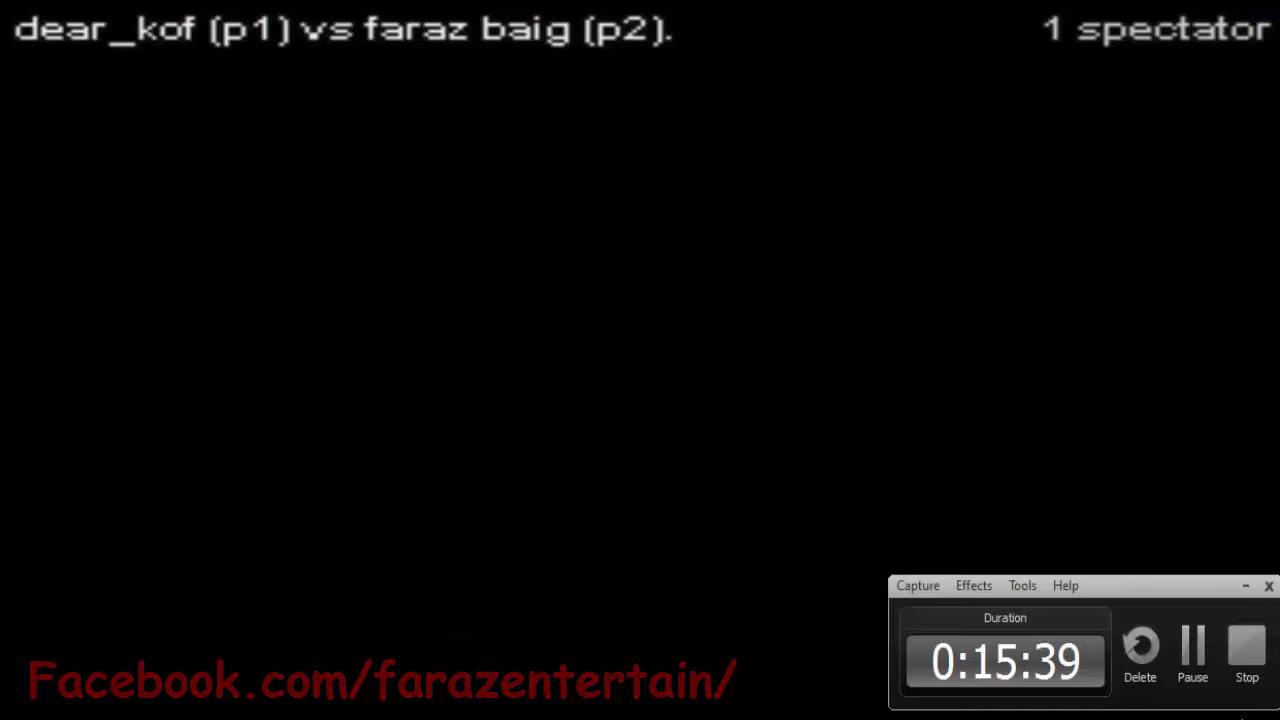 dear_kof (p1) vs faraz baig (p2).
1 spectator
Capture Effects Tools Help - x
Duration
0:15:39
Delete Pause Stop
Facebook.com/farazentertain/